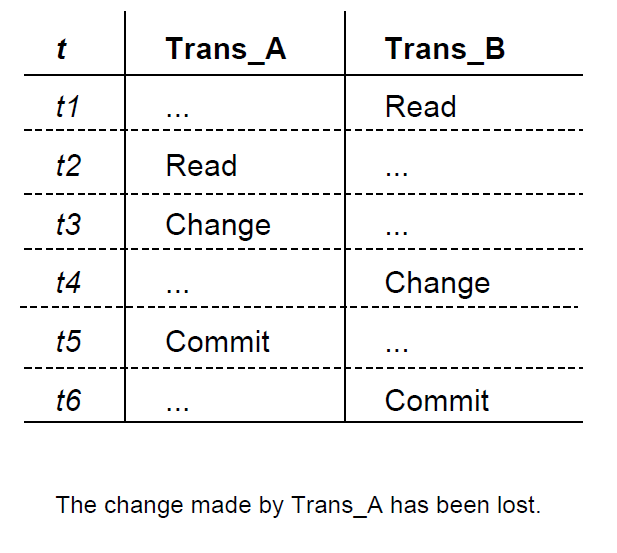 t Trans_A Trans_B
t1 ... Read
t2 Read ...
t3 Change ...
t4 ... Change
t5 Commit ...
t6 ... Commit
The change made by Trans_A has been lost.